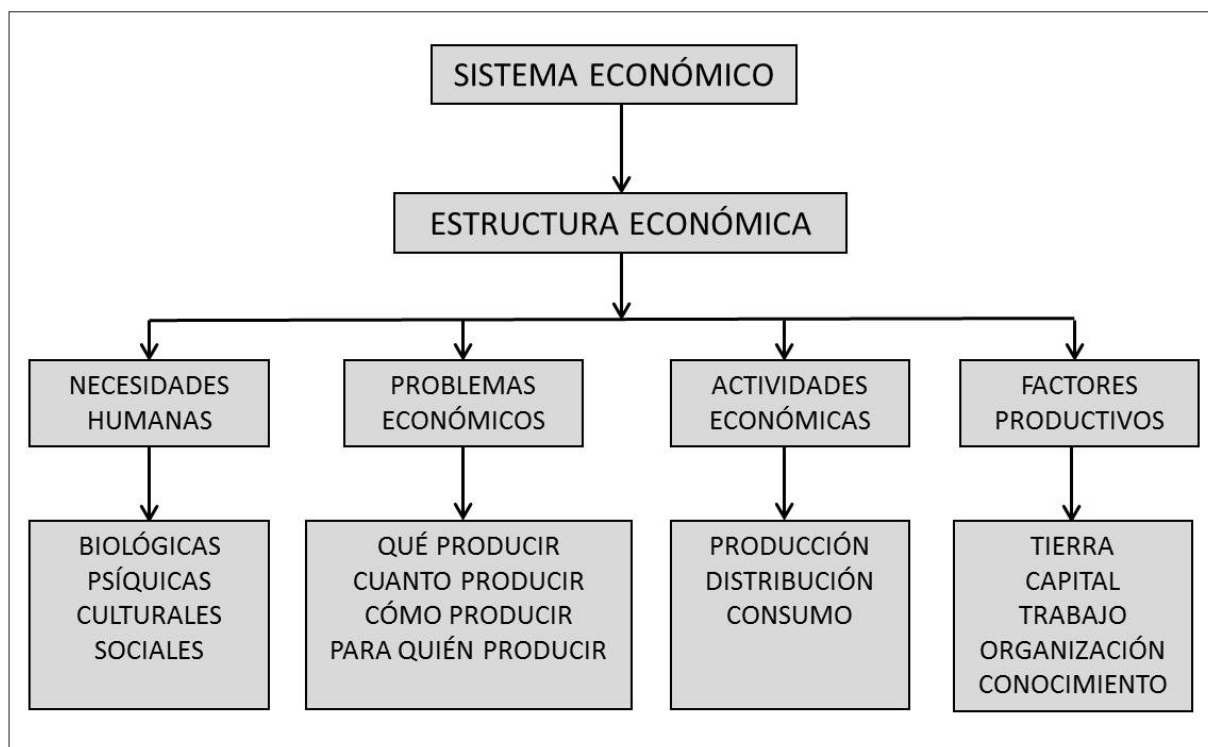 SISTEMA ECONÓMICO
ESTRUCTURA ECONÓMICA
NECESIDADES
HUMANAS
PROBLEMAS
ECONÓMICOS
ACTIVIDADES
ECONÓMICAS
FACTORES
PRODUCTIVOS
BIOLÓGICAS
PSÍQUICAS
CULTURALES
SOCIALES
QUÉ PRODUCIR
CUANTO PRODUCIR
CÓMO PRODUCIR
PARA QUIÉN PRODUCIR
PRODUCCIÓN
DISTRIBUCIÓN
CONSUMO
TIERRA
CAPITAL
TRABAJO
ORGANIZACIÓN
CONOCIMIENTO